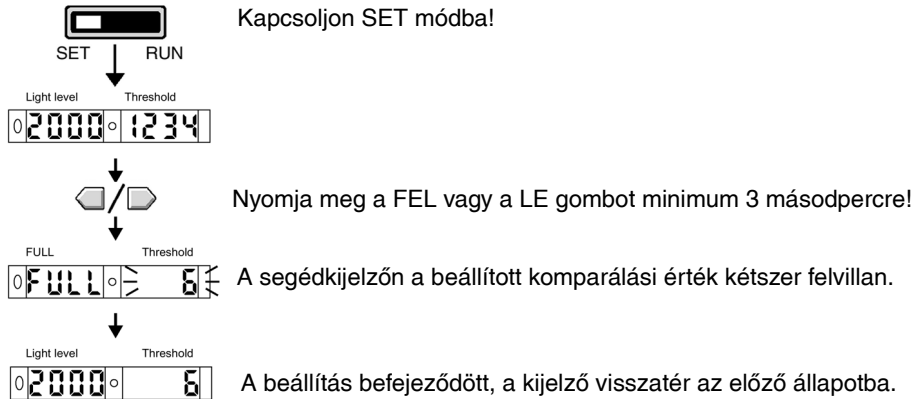 Kapcsoljon SET módba!
SET RUN
Light level Threshold
2000 1234
Nyomja meg a FEL vagy a LE gombot minimum 3 másodpercre!
FULL Threshold
FULL 6
A segédkijelzőn a beállított komparálási érték kétszer felvillan.
Light level Threshold
2000 6
A beállítás befejeződött, a kijelző visszatér az előző állapotba.